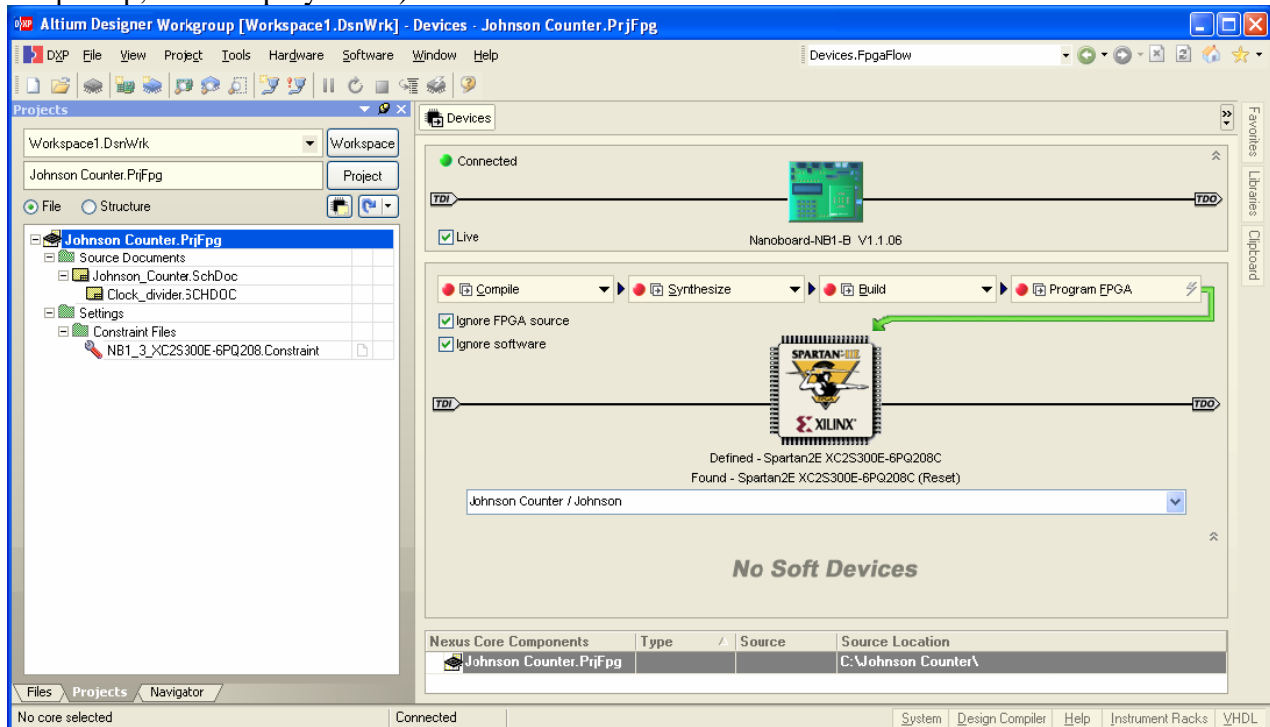 Altium Designer Workgroup [Workspace1.DsnWrk] - Devices - Johnson Counter.PrjFpg
DXP File View Project Tools Hardware Software Window Help Devices.FpgaFlow
Projects
Workspace1.DsnWrk Workspace
Johnson Counter.PrjFpg Project
File Structure
Johnson Counter.PrjFpg
Source Documents
Johnson_Counter.SchDoc
Clock_divider.SCHDOC
Settings
Constraint Files
NB1_3_XC2S300E-6PQ208.Constraint
Files Projects Navigator
Devices
Connected
TDI TDO
Live
Nanoboard-NB1-B V1.1.06
Compile Synthesize Build Program FPGA
Ignore FPGA source
Ignore software
SPARTAN-IIE
FPGA
XILINX
TDI TDO
Defined - Spartan2E XC2S300E-6PQ208C
Found - Spartan2E XC2S300E-6PQ208C (Reset)
Johnson Counter / Johnson
No Soft Devices
Nexus Core Components Type Source Source Location
Johnson Counter.PrjFpg C:\Johnson Counter\
Favorites
Libraries
Clipboard
No core selected Connected System Design Compiler Help Instrument Racks VHDL